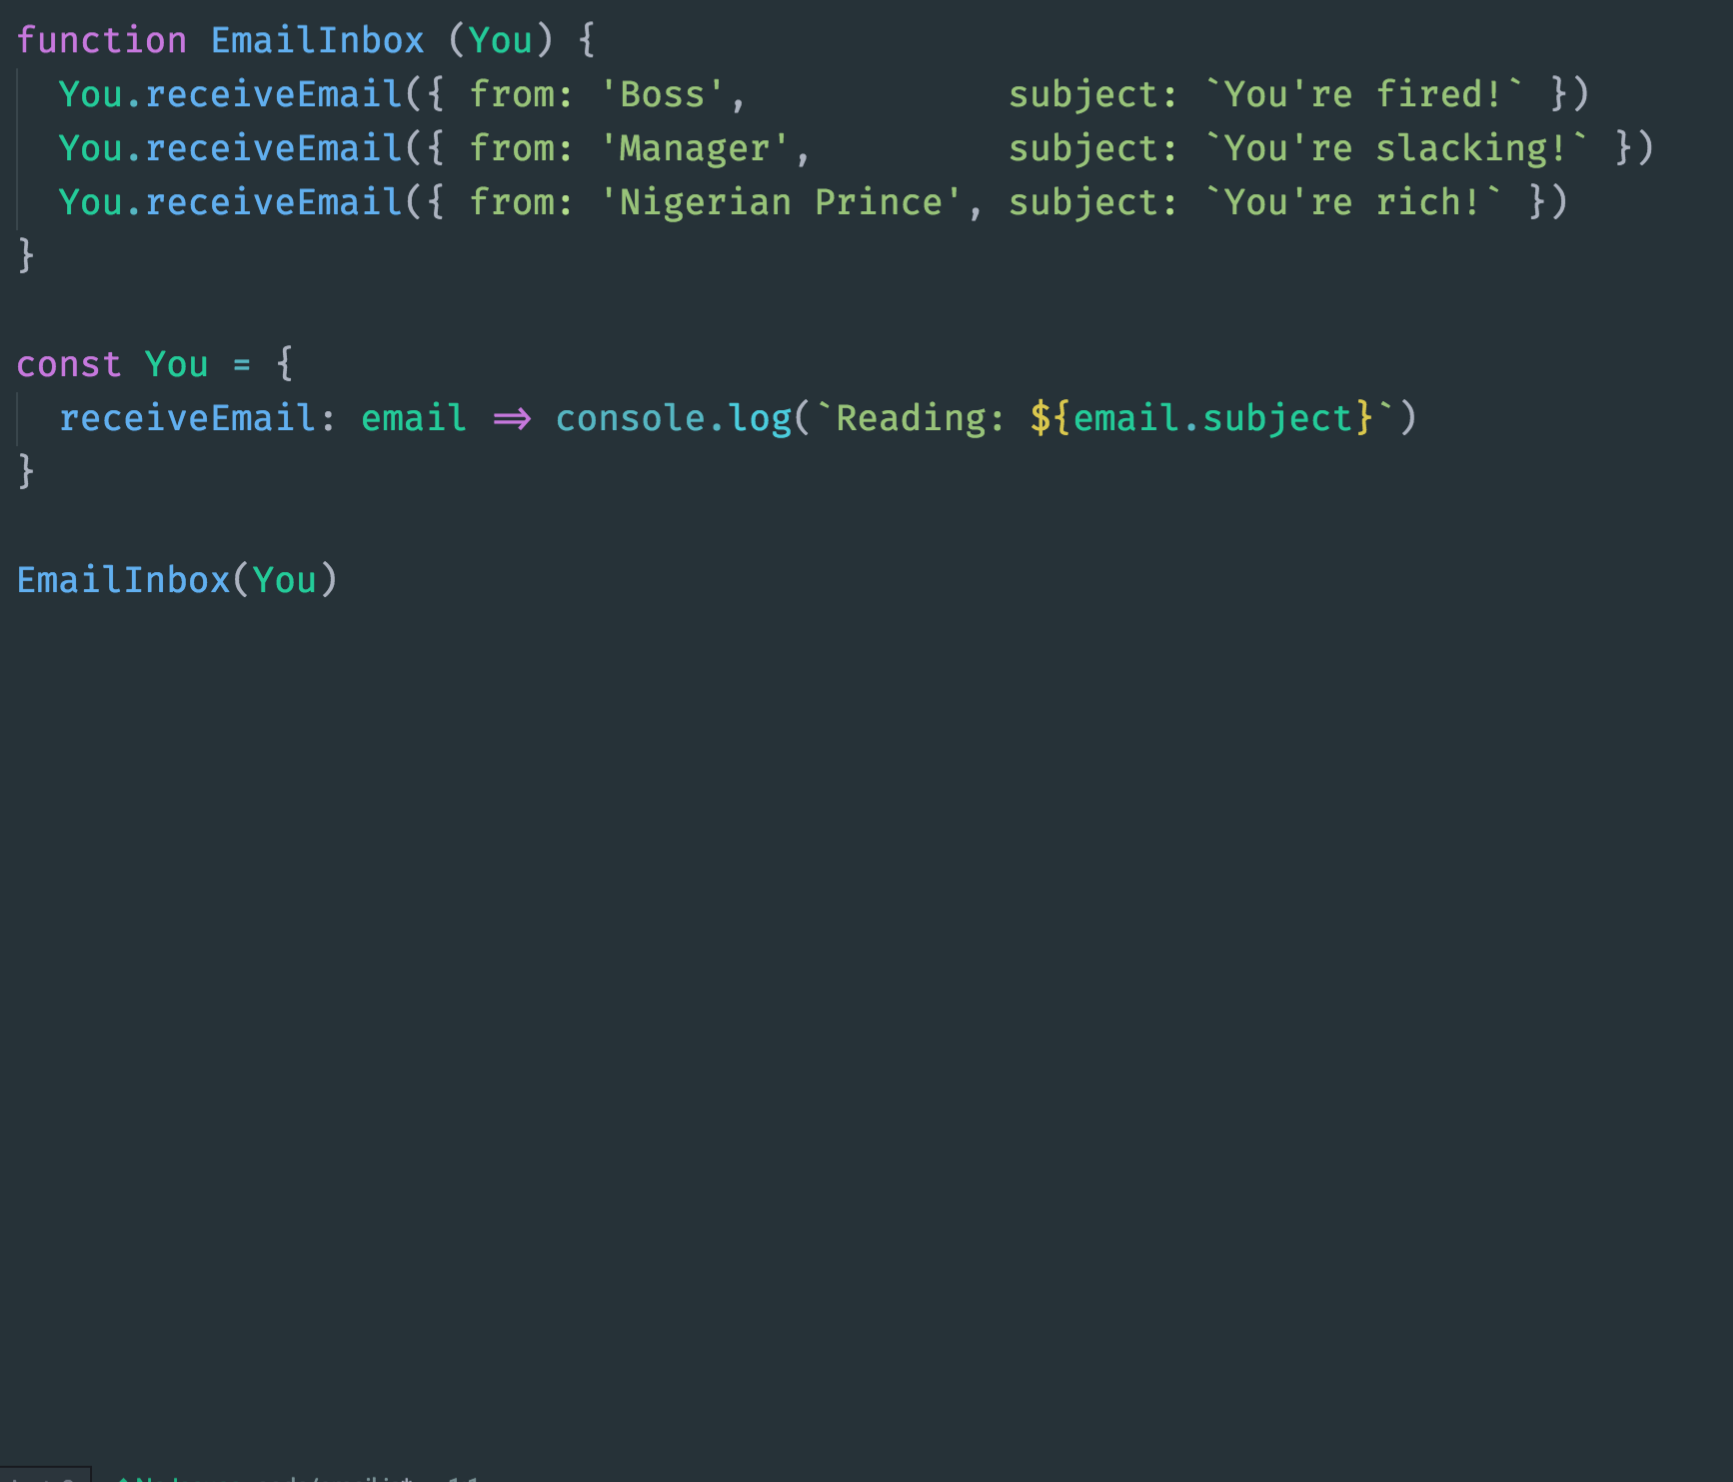 function EmailInbox (You) {
  You.receiveEmail({ from: 'Boss',            subject: `You're fired!` })
  You.receiveEmail({ from: 'Manager',         subject: `You're slacking!` })
  You.receiveEmail({ from: 'Nigerian Prince', subject: `You're rich!` })
}
const You = {
  receiveEmail: email => console.log(`Reading: ${email.subject}`)
}
EmailInbox(You)